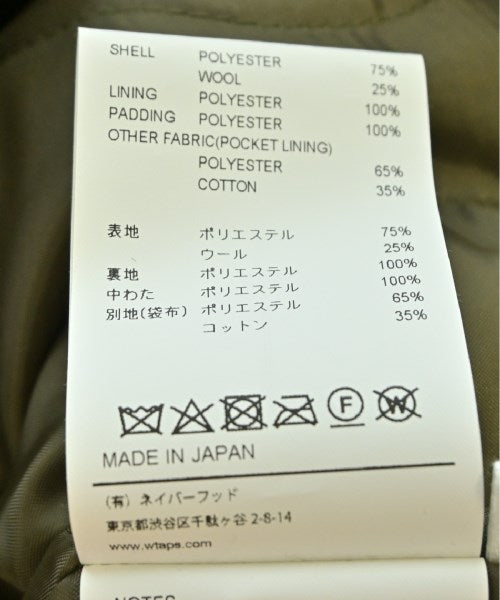 SHELL POLYESTER 75%
WOOL 25%
LINING POLYESTER 100%
PADDING POLYESTER 100%
OTHER FABRIC(POCKET LINING)
POLYESTER 65%
COTTON 35%
表地 ポリエステル 75%
ウール 25%
裏地 ポリエステル 100%
中わた ポリエステル 100%
別地(袋布) ポリエステル 65%
コットン 35%
F W
MADE IN JAPAN
(有) ネイバーフッド
東京都渋谷区千駄ヶ谷 2-8-14
www.wtaps.com
NOTES